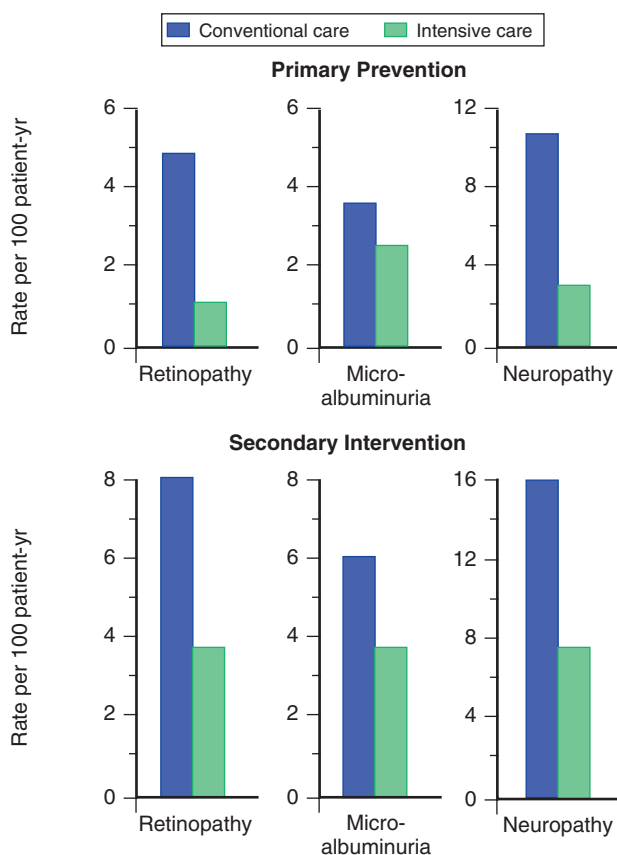 Conventional care Intensive care
Primary Prevention
Rate per 100 patient-yr
6
4
2
0
Retinopathy
6
4
2
0
Micro-
albuminuria
12
8
4
0
Neuropathy
Secondary Intervention
Rate per 100 patient-yr
8
6
4
2
0
Retinopathy
8
6
4
2
0
Micro-
albuminuria
16
12
8
4
0
Neuropathy